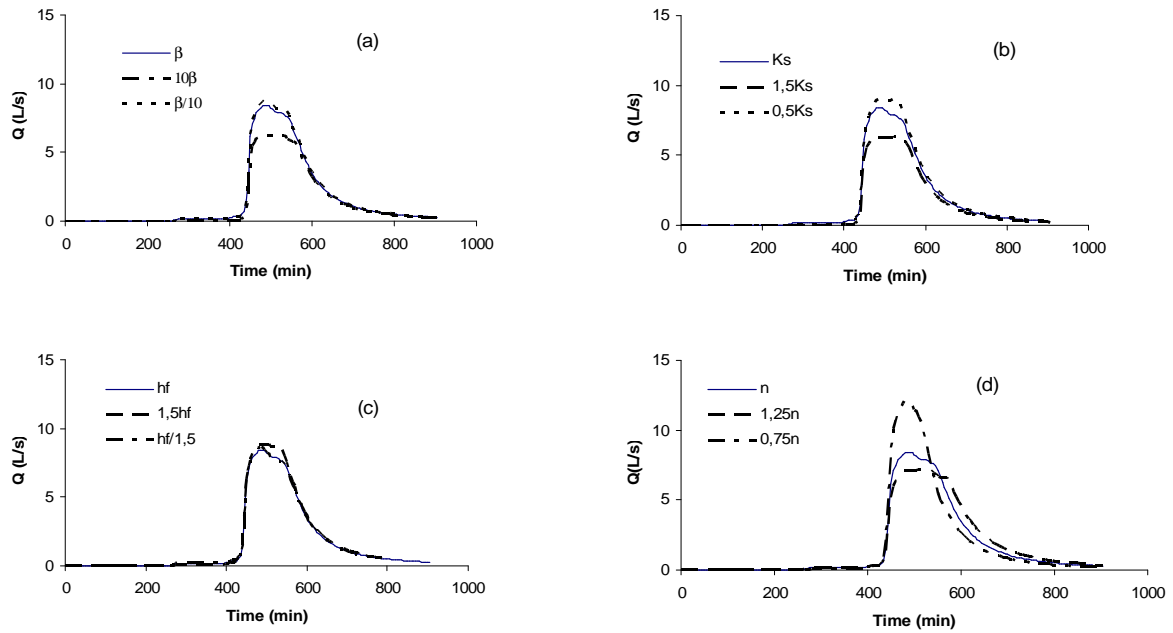 (a)
β
10β
β/10
Q (L/s)
15
10
5
0
0 200 400 600 800 1000
Time (min)
(b)
Ks
1,5Ks
0,5Ks
Q (L/s)
15
10
5
0
0 200 400 600 800 1000
Time (min)
(c)
hf
1,5hf
hf/1,5
Q (L/s)
15
10
5
0
0 200 400 600 800 1000
Time (min)
(d)
n
1,25n
0,75n
Q(L/s)
15
10
5
0
0 200 400 600 800 1000
Time (min)